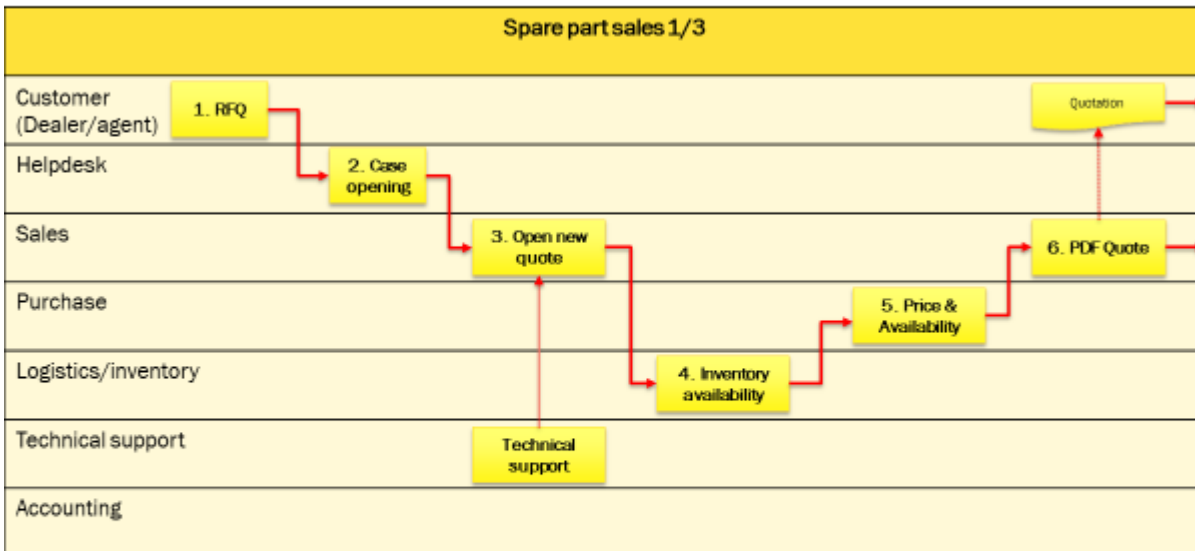 Spare part sales 1/3
Customer
(Dealer/agent)
1. RFQ
Quotation
Helpdesk
2. Case
opening
Sales
3. Open new
quote
6. PDF Quote
Purchase
5. Price &
Availability
Logistics/inventory
4. Inventory
availability
Technical support
Technical
support
Accounting